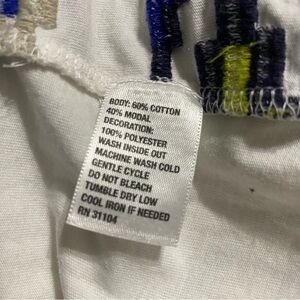 BODY: 60% COTTON
40% MODAL
DECORATION:
100% POLYESTER
WASH INSIDE OUT
MACHINE WASH COLD
GENTLE CYCLE
DO NOT BLEACH
TUMBLE DRY LOW
COOL IRON IF NEEDED
RN 31104